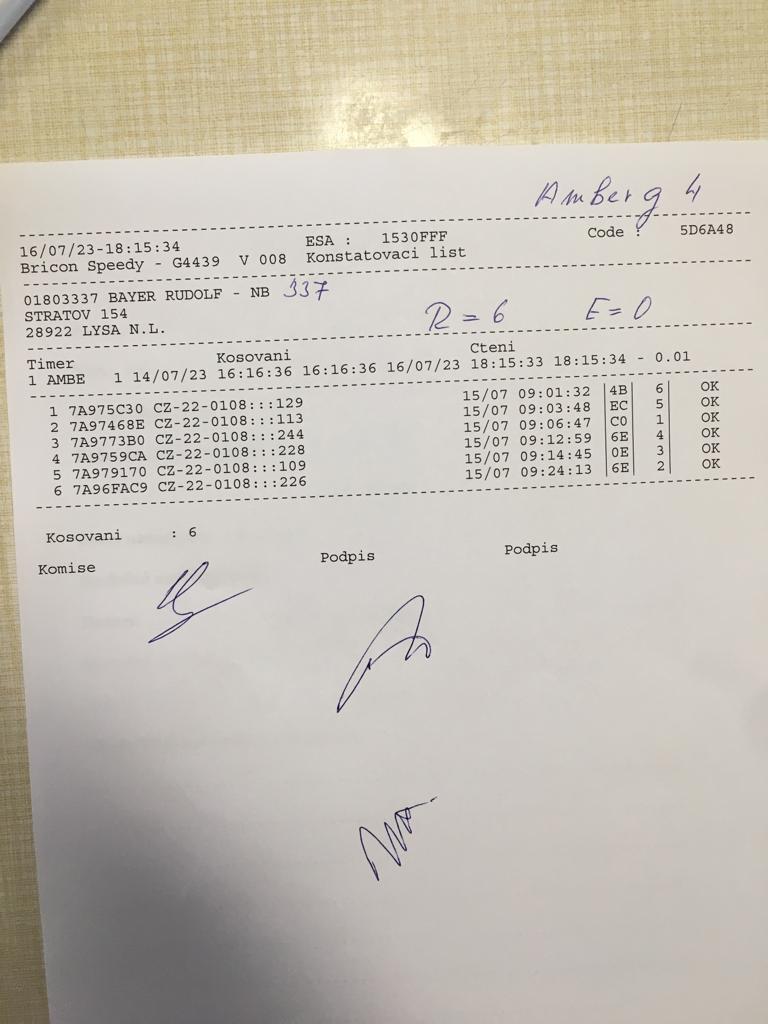 Amberg 4
16/07/23-18:15:34 ESA : 1530FFF Code : 5D6A48
Bricon Speedy - G4439 V 008 Konstatovaci list
01803337 BAYER RUDOLF - NB 337
STRATOV 154
28922 LYSA N.L.
R = 6 E = 0
Timer Kosovani Cteni
1 AMBE 1 14/07/23 16:16:36 16:16:36 16/07/23 18:15:33 18:15:34 - 0.01
1 7A975C30 CZ-22-0108:::129 15/07 09:01:32 |4B| 6| OK
2 7A97468E CZ-22-0108:::113 15/07 09:03:48 |EC| 5| OK
3 7A9773B0 CZ-22-0108:::244 15/07 09:06:47 |C0| 1| OK
4 7A9759CA CZ-22-0108:::228 15/07 09:12:59 |6E| 4| OK
5 7A979170 CZ-22-0108:::109 15/07 09:14:45 |0E| 3| OK
6 7A96FAC9 CZ-22-0108:::226 15/07 09:24:13 |6E| 2| OK
Kosovani : 6
Komise Podpis Podpis